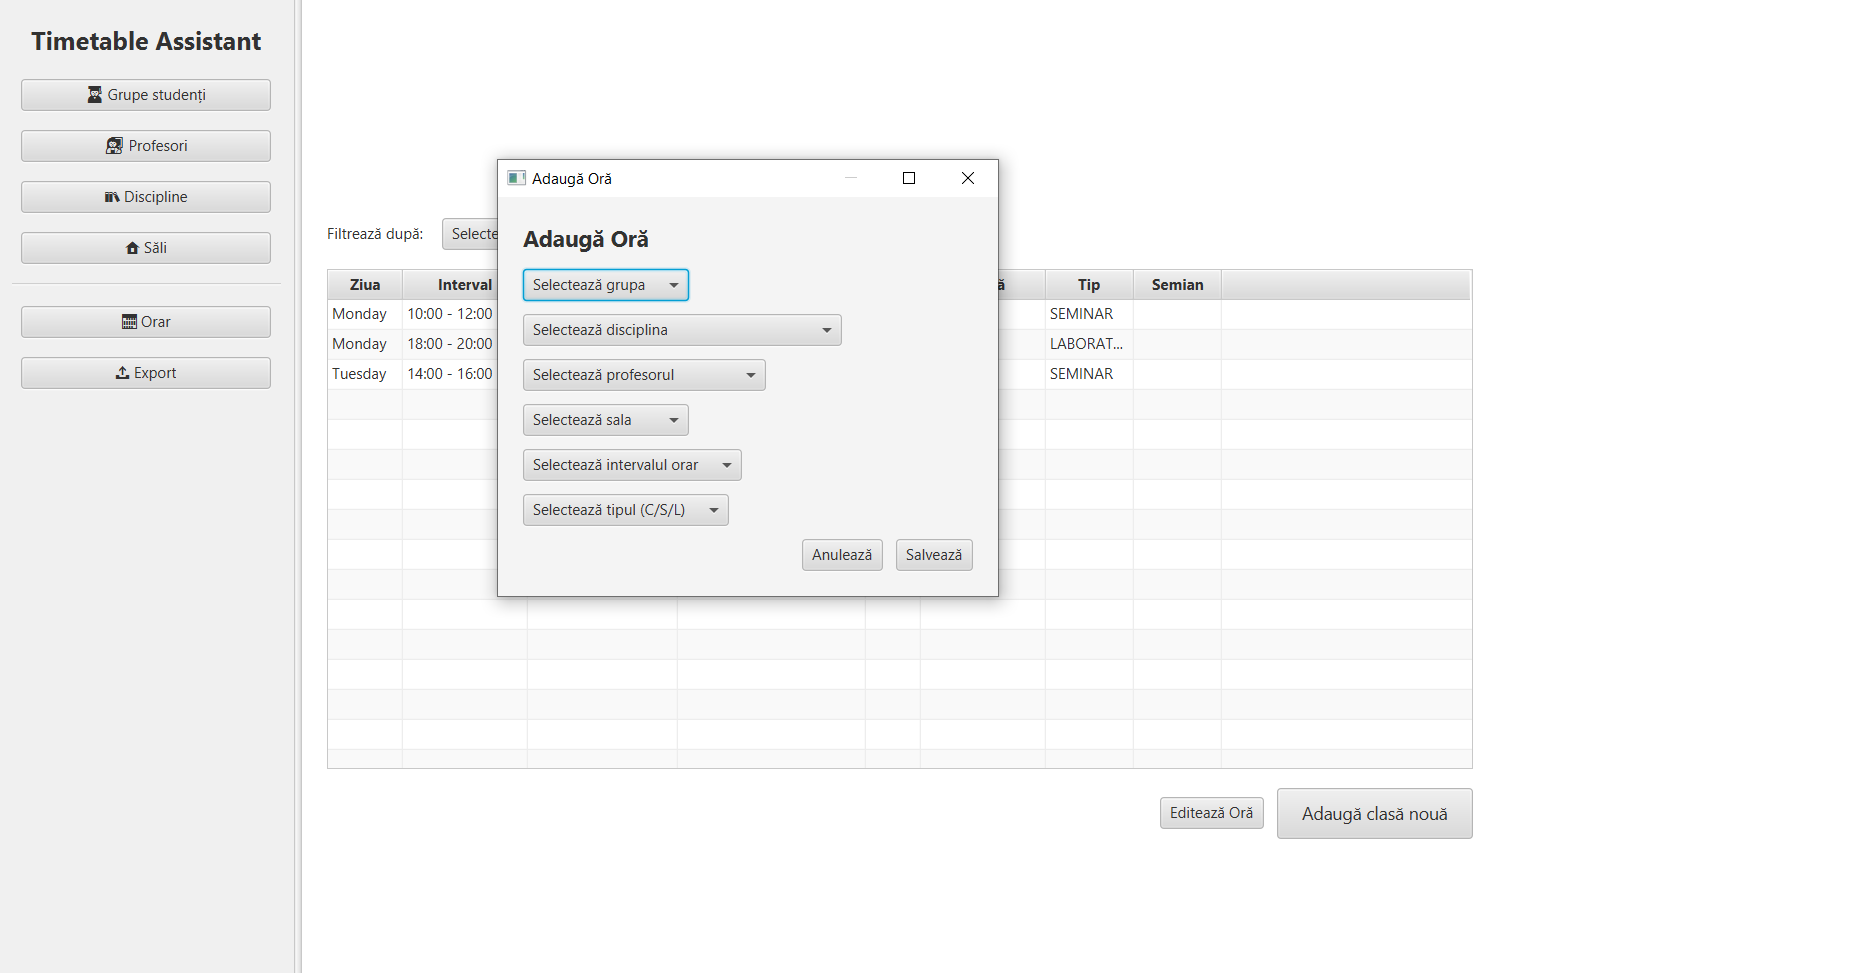 Timetable Assistant
Grupe studenți
Profesori
Discipline
Săli
Orar
Export
Filtrează după:
Adaugă Oră
Adaugă Oră
Selectează grupa
Selectează disciplina
Selectează profesorul
Selectează sala
Selectează intervalul orar
Selectează tipul (C/S/L)
Anulează Salvează
Ziua Interval Tip Semian
Monday 10:00 - 12:00 SEMINAR
Monday 18:00 - 20:00 LABORAT...
Tuesday 14:00 - 16:00 SEMINAR
Editează Oră Adaugă clasă nouă